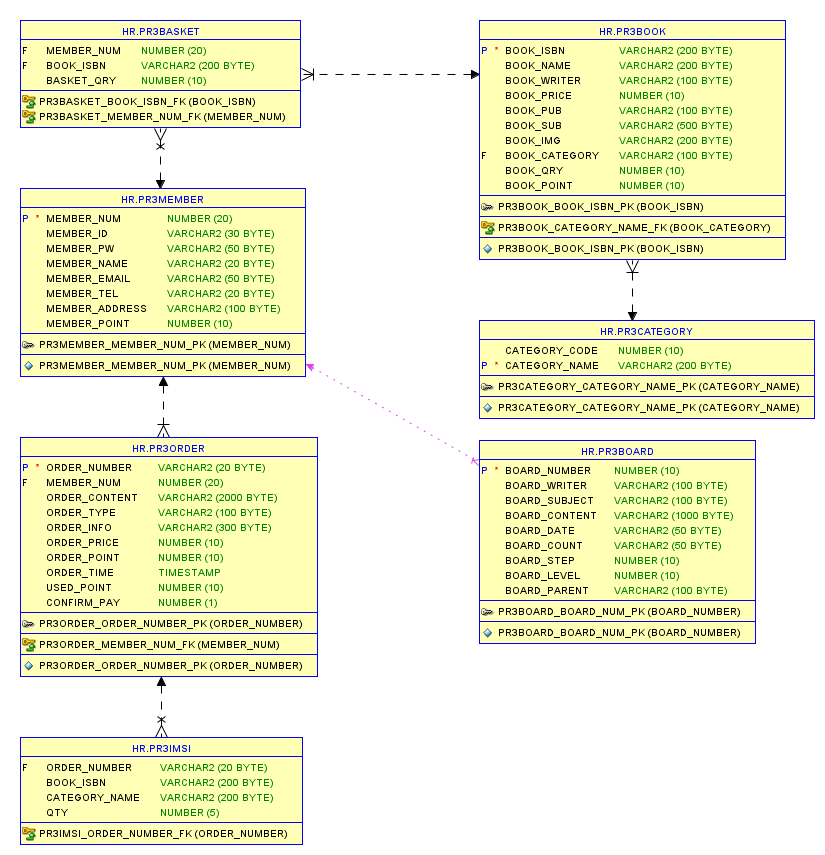 HR.PR3BASKET
F MEMBER_NUM NUMBER (20)
F BOOK_ISBN VARCHAR2 (200 BYTE)
BASKET_QRY NUMBER (10)
PR3BASKET_BOOK_ISBN_FK (BOOK_ISBN)
PR3BASKET_MEMBER_NUM_FK (MEMBER_NUM)
HR.PR3BOOK
P * BOOK_ISBN VARCHAR2 (200 BYTE)
BOOK_NAME VARCHAR2 (200 BYTE)
BOOK_WRITER VARCHAR2 (100 BYTE)
BOOK_PRICE NUMBER (10)
BOOK_PUB VARCHAR2 (100 BYTE)
BOOK_SUB VARCHAR2 (500 BYTE)
BOOK_IMG VARCHAR2 (200 BYTE)
F BOOK_CATEGORY VARCHAR2 (100 BYTE)
BOOK_QRY NUMBER (10)
BOOK_POINT NUMBER (10)
PR3BOOK_BOOK_ISBN_PK (BOOK_ISBN)
PR3BOOK_CATEGORY_NAME_FK (BOOK_CATEGORY)
PR3BOOK_BOOK_ISBN_PK (BOOK_ISBN)
HR.PR3MEMBER
P * MEMBER_NUM NUMBER (20)
MEMBER_ID VARCHAR2 (30 BYTE)
MEMBER_PW VARCHAR2 (50 BYTE)
MEMBER_NAME VARCHAR2 (20 BYTE)
MEMBER_EMAIL VARCHAR2 (50 BYTE)
MEMBER_TEL VARCHAR2 (20 BYTE)
MEMBER_ADDRESS VARCHAR2 (100 BYTE)
MEMBER_POINT NUMBER (10)
PR3MEMBER_MEMBER_NUM_PK (MEMBER_NUM)
PR3MEMBER_MEMBER_NUM_PK (MEMBER_NUM)
HR.PR3CATEGORY
CATEGORY_CODE NUMBER (10)
P * CATEGORY_NAME VARCHAR2 (200 BYTE)
PR3CATEGORY_CATEGORY_NAME_PK (CATEGORY_NAME)
PR3CATEGORY_CATEGORY_NAME_PK (CATEGORY_NAME)
HR.PR3ORDER
P * ORDER_NUMBER VARCHAR2 (20 BYTE)
F MEMBER_NUM NUMBER (20)
ORDER_CONTENT VARCHAR2 (2000 BYTE)
ORDER_TYPE VARCHAR2 (100 BYTE)
ORDER_INFO VARCHAR2 (300 BYTE)
ORDER_PRICE NUMBER (10)
ORDER_POINT NUMBER (10)
ORDER_TIME TIMESTAMP
USED_POINT NUMBER (10)
CONFIRM_PAY NUMBER (1)
PR3ORDER_ORDER_NUMBER_PK (ORDER_NUMBER)
PR3ORDER_MEMBER_NUM_FK (MEMBER_NUM)
PR3ORDER_ORDER_NUMBER_PK (ORDER_NUMBER)
HR.PR3BOARD
P * BOARD_NUMBER NUMBER (10)
BOARD_WRITER VARCHAR2 (100 BYTE)
BOARD_SUBJECT VARCHAR2 (100 BYTE)
BOARD_CONTENT VARCHAR2 (1000 BYTE)
BOARD_DATE VARCHAR2 (50 BYTE)
BOARD_COUNT VARCHAR2 (50 BYTE)
BOARD_STEP NUMBER (10)
BOARD_LEVEL NUMBER (10)
BOARD_PARENT VARCHAR2 (100 BYTE)
PR3BOARD_BOARD_NUM_PK (BOARD_NUMBER)
PR3BOARD_BOARD_NUM_PK (BOARD_NUMBER)
HR.PR3IMSI
F ORDER_NUMBER VARCHAR2 (20 BYTE)
BOOK_ISBN VARCHAR2 (200 BYTE)
CATEGORY_NAME VARCHAR2 (200 BYTE)
QTY NUMBER (5)
PR3IMSI_ORDER_NUMBER_FK (ORDER_NUMBER)